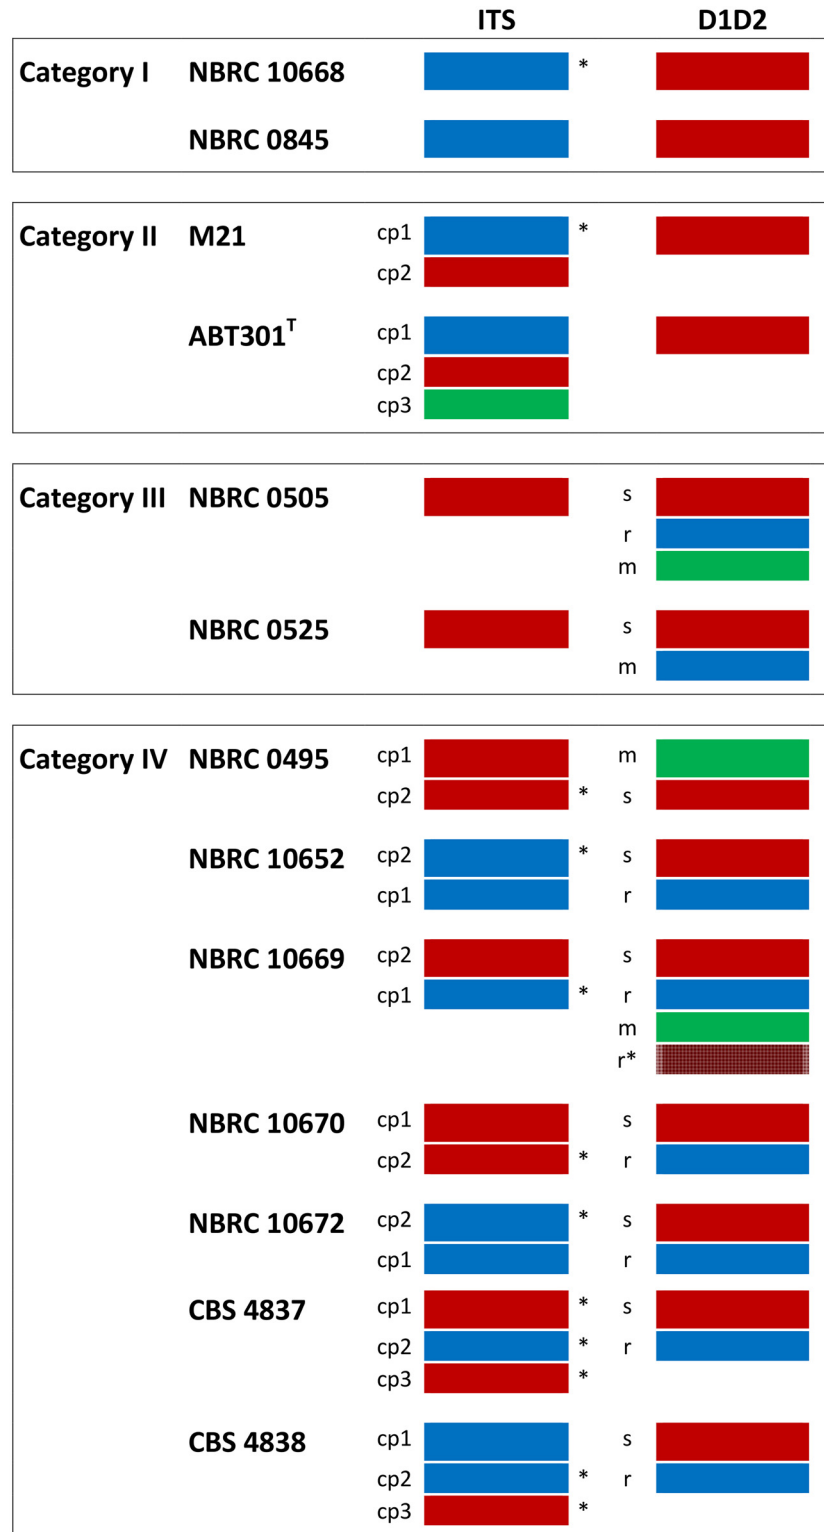 ITS D1D2
Category I NBRC 10668 *
NBRC 0845
Category II M21 cp1 *
cp2
ABT301T cp1
cp2
cp3
Category III NBRC 0505 s
r
m
NBRC 0525 s
m
Category IV NBRC 0495 cp1 m
cp2 * s
NBRC 10652 cp2 * s
cp1 r
NBRC 10669 cp2 s
cp1 * r
m
r*
NBRC 10670 cp1 s
cp2 * r
NBRC 10672 cp2 * s
cp1 r
CBS 4837 cp1 * s
cp2 * r
cp3 *
CBS 4838 cp1 s
cp2 * r
cp3 *